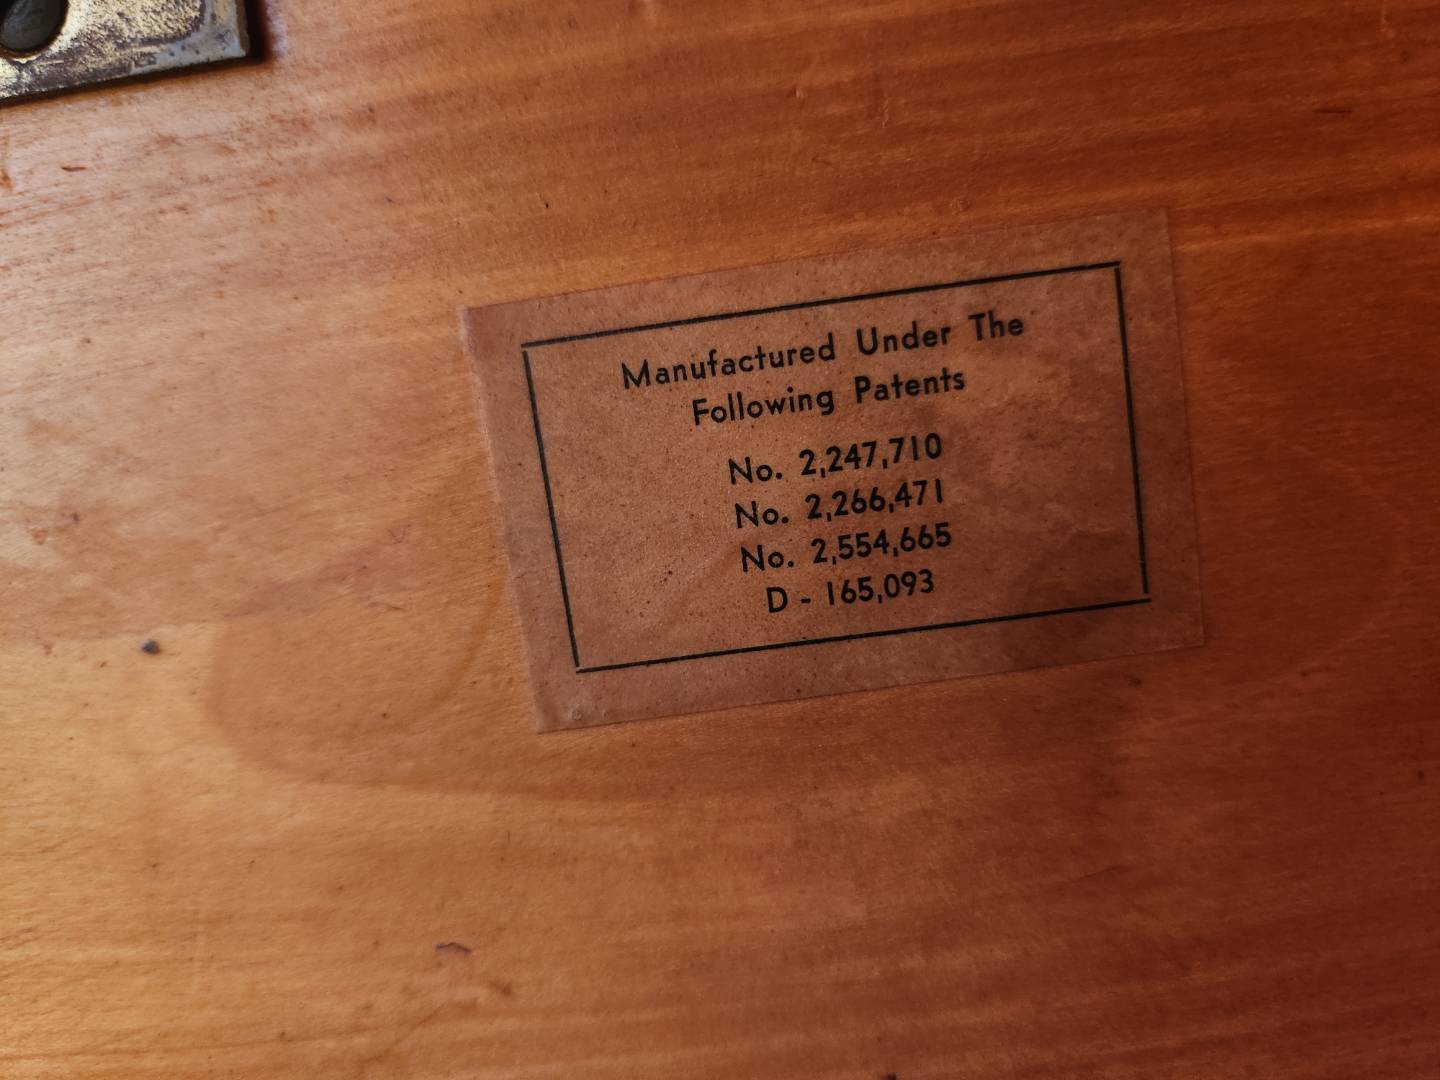 Manufactured Under The
Following Patents
No. 2,247,710
No. 2,266,471
No. 2,554,665
D - 165,093